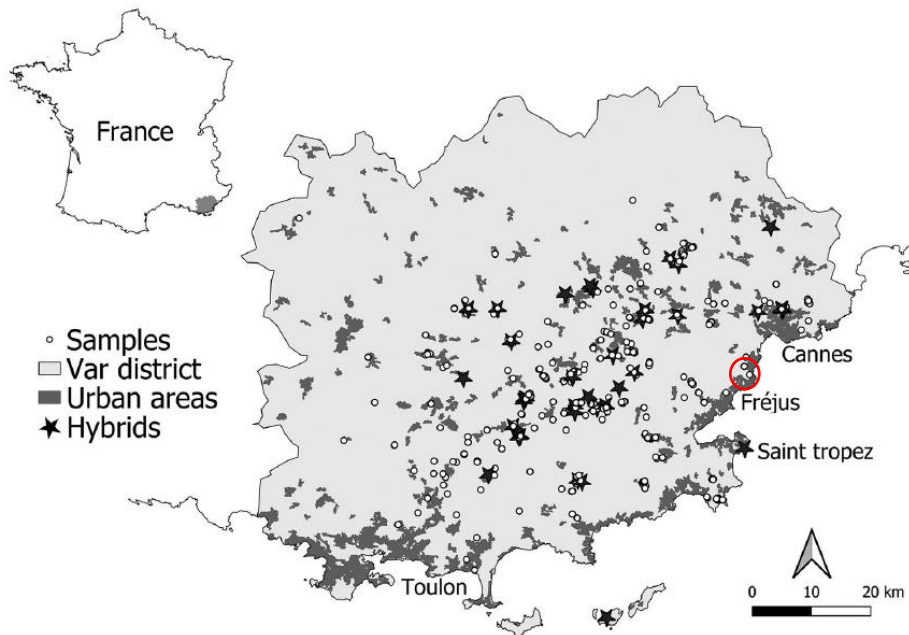 France
Samples
Var district
Urban areas
Hybrids
Cannes
Fréjus
Saint tropez
Toulon
0 10 20 km